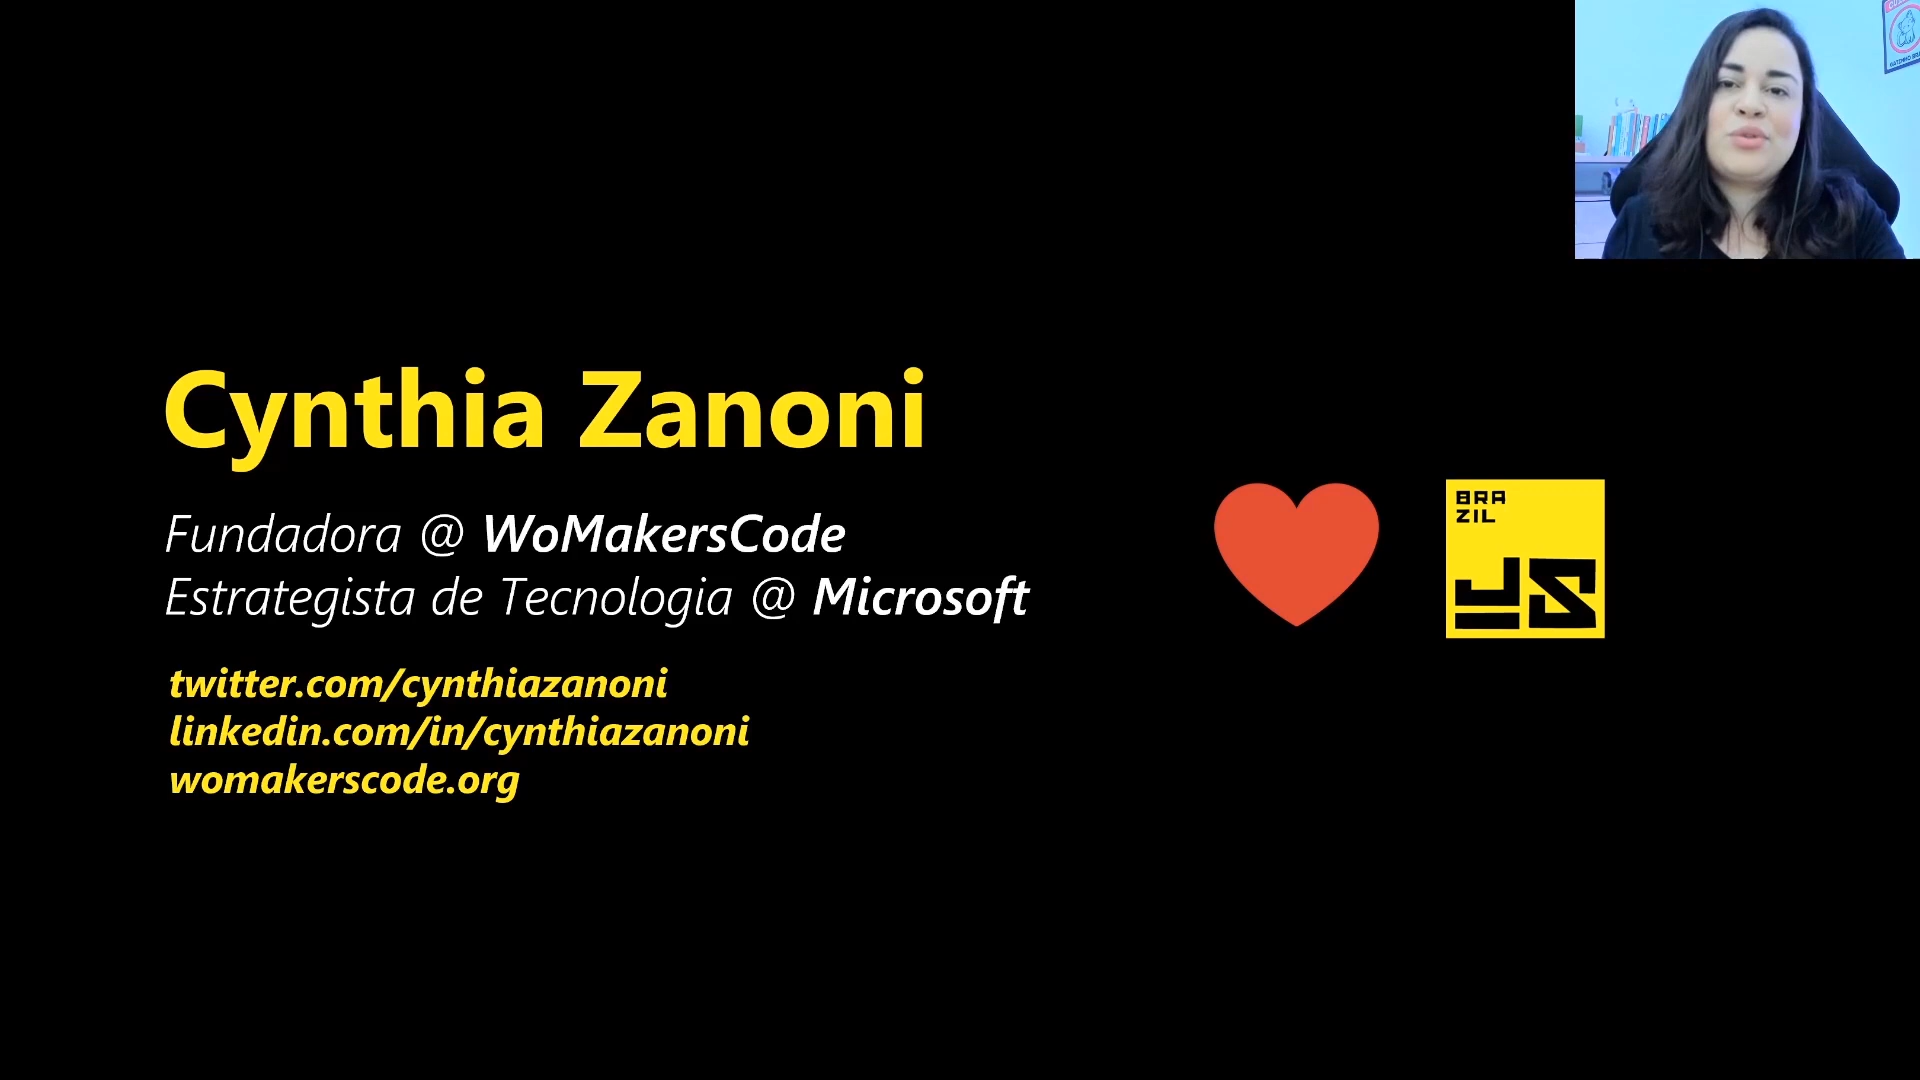 Cynthia Zanoni
Fundadora @ WoMakersCode
Estrategista de Tecnologia @ Microsoft
twitter.com/cynthiazanoni
linkedin.com/in/cynthiazanoni
womakerscode.org
BRA
ZIL
JS